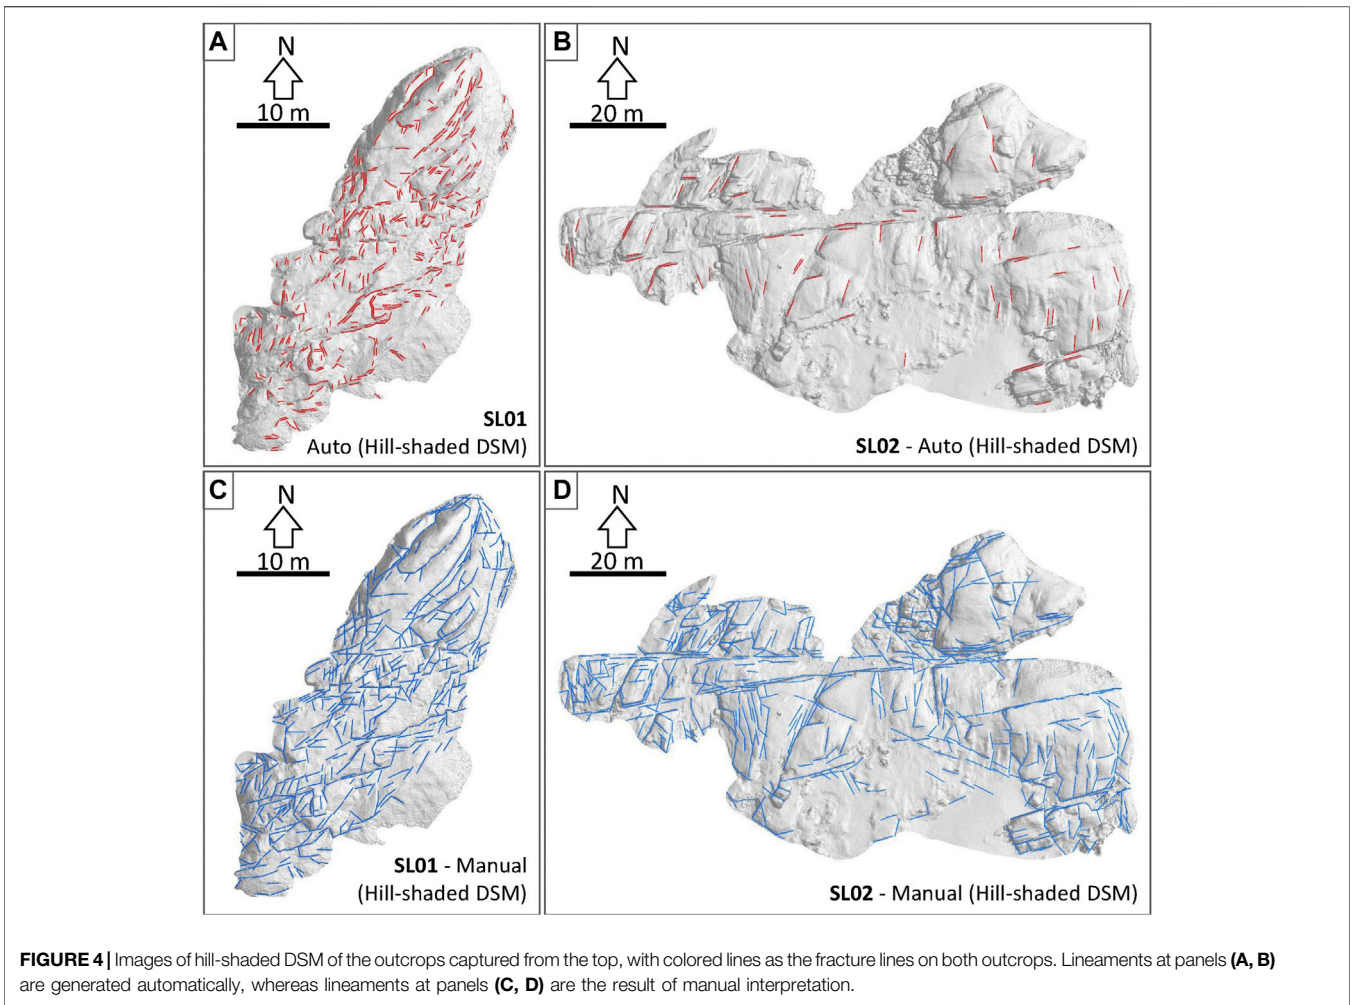 A
N
10 m
SL01
Auto (Hill-shaded DSM)
B
N
20 m
SL02 - Auto (Hill-shaded DSM)
C
N
10 m
SL01 - Manual
(Hill-shaded DSM)
D
N
20 m
SL02 - Manual (Hill-shaded DSM)
FIGURE 4 | Images of hill-shaded DSM of the outcrops captured from the top, with colored lines as the fracture lines on both outcrops. Lineaments at panels (A, B)
are generated automatically, whereas lineaments at panels (C, D) are the result of manual interpretation.